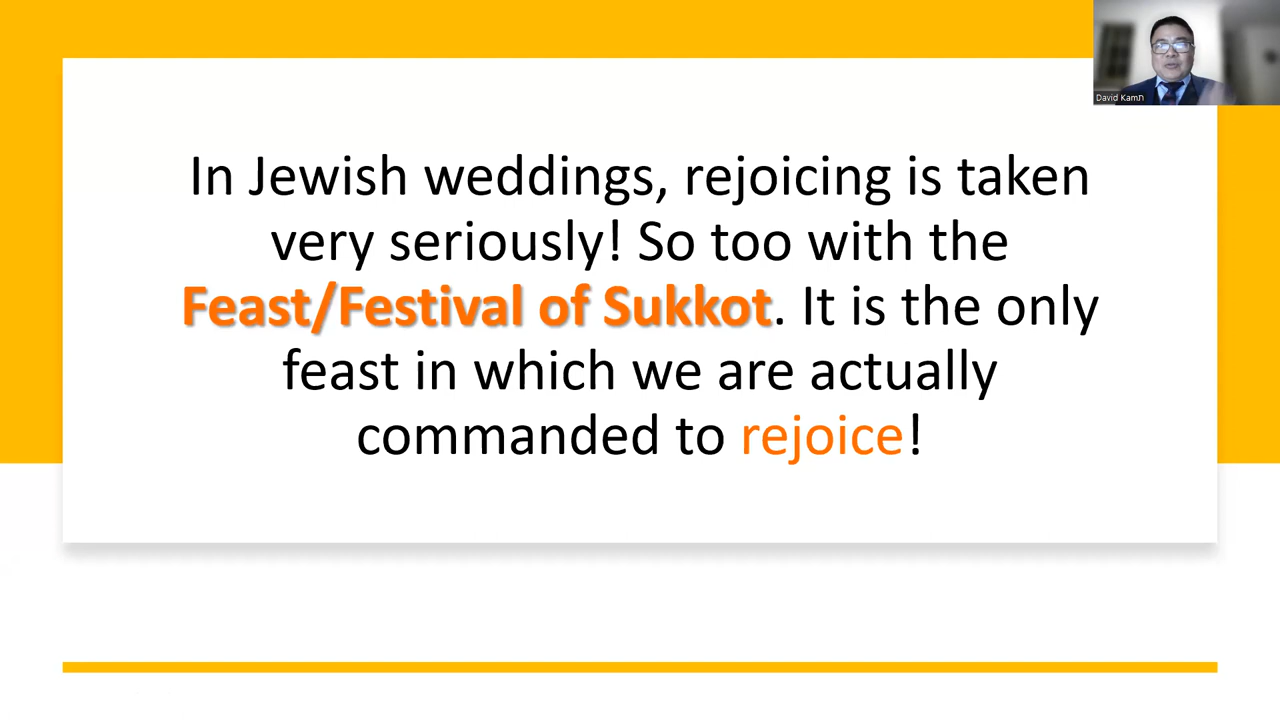 David Kamm
In Jewish weddings, rejoicing is taken
very seriously! So too with the
Feast/Festival of Sukkot. It is the only
feast in which we are actually
commanded to rejoice!